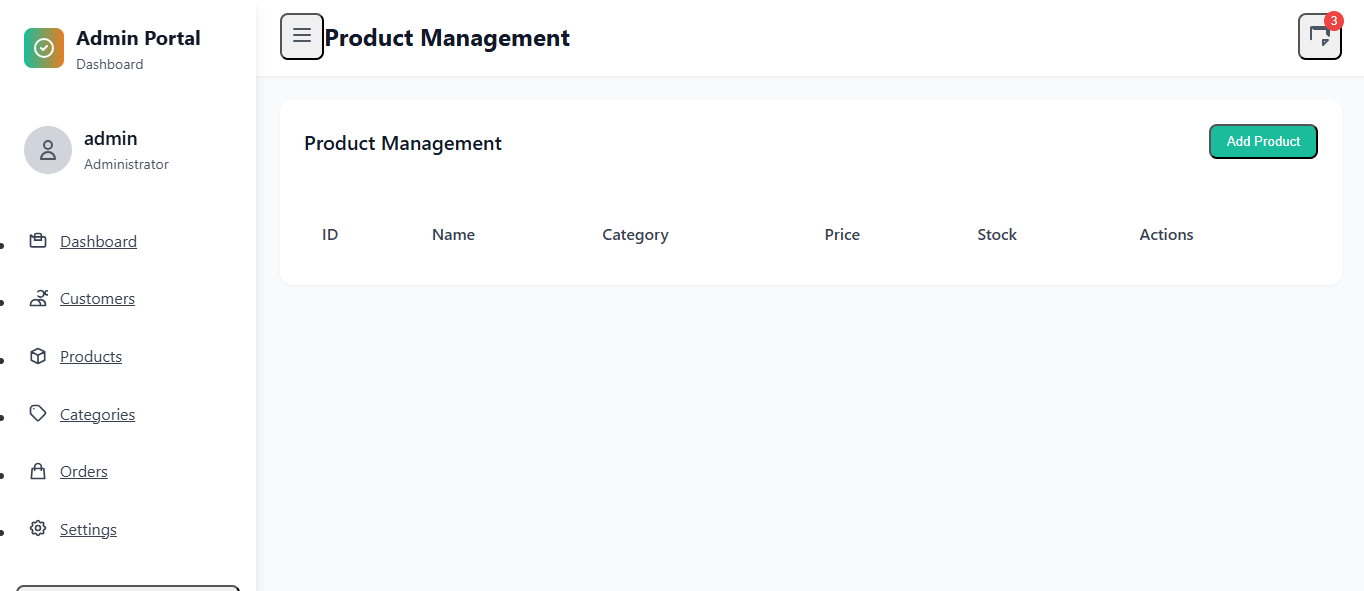 Admin Portal
Dashboard
admin
Administrator
Dashboard
Customers
Products
Categories
Orders
Settings
Product Management
3
Product Management
Add Product
ID Name Category Price Stock Actions